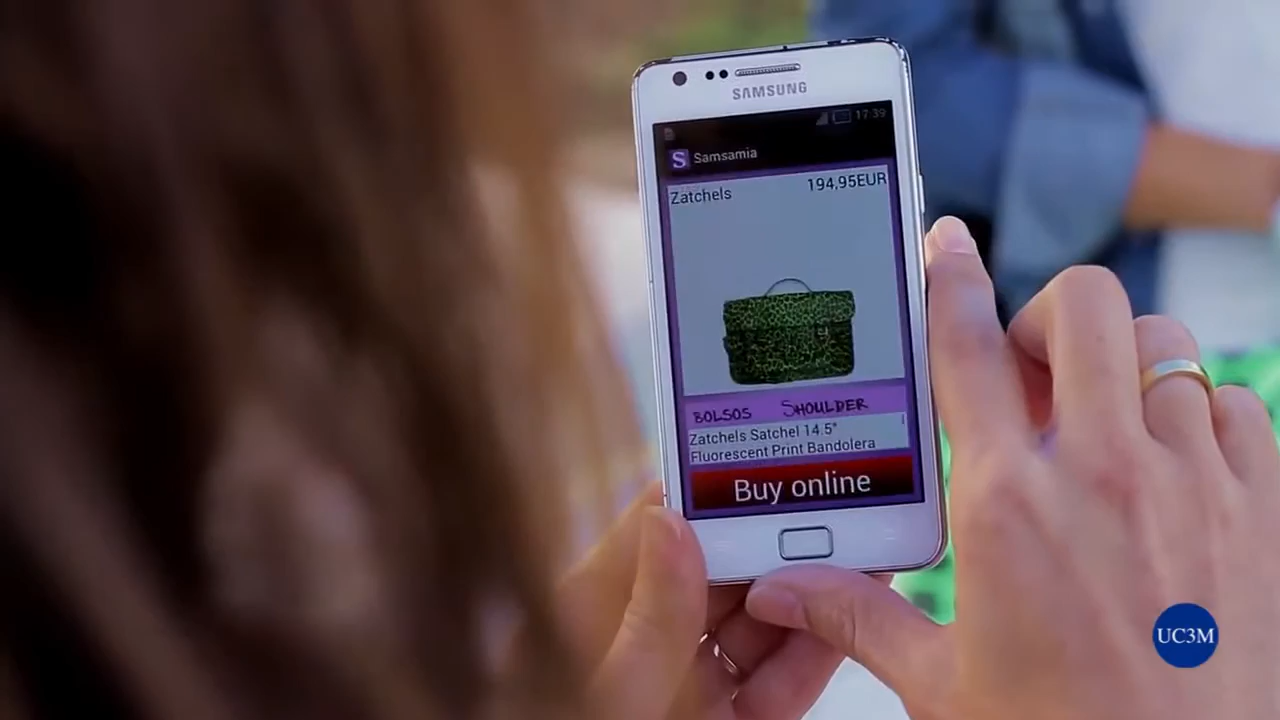 SAMSUNG
17:39
S Samsamia
Zatchels 194,95EUR
BOLSOS SHOULDER
Zatchels Satchel 14.5"
Fluorescent Print Bandolera
Buy online
UC3M